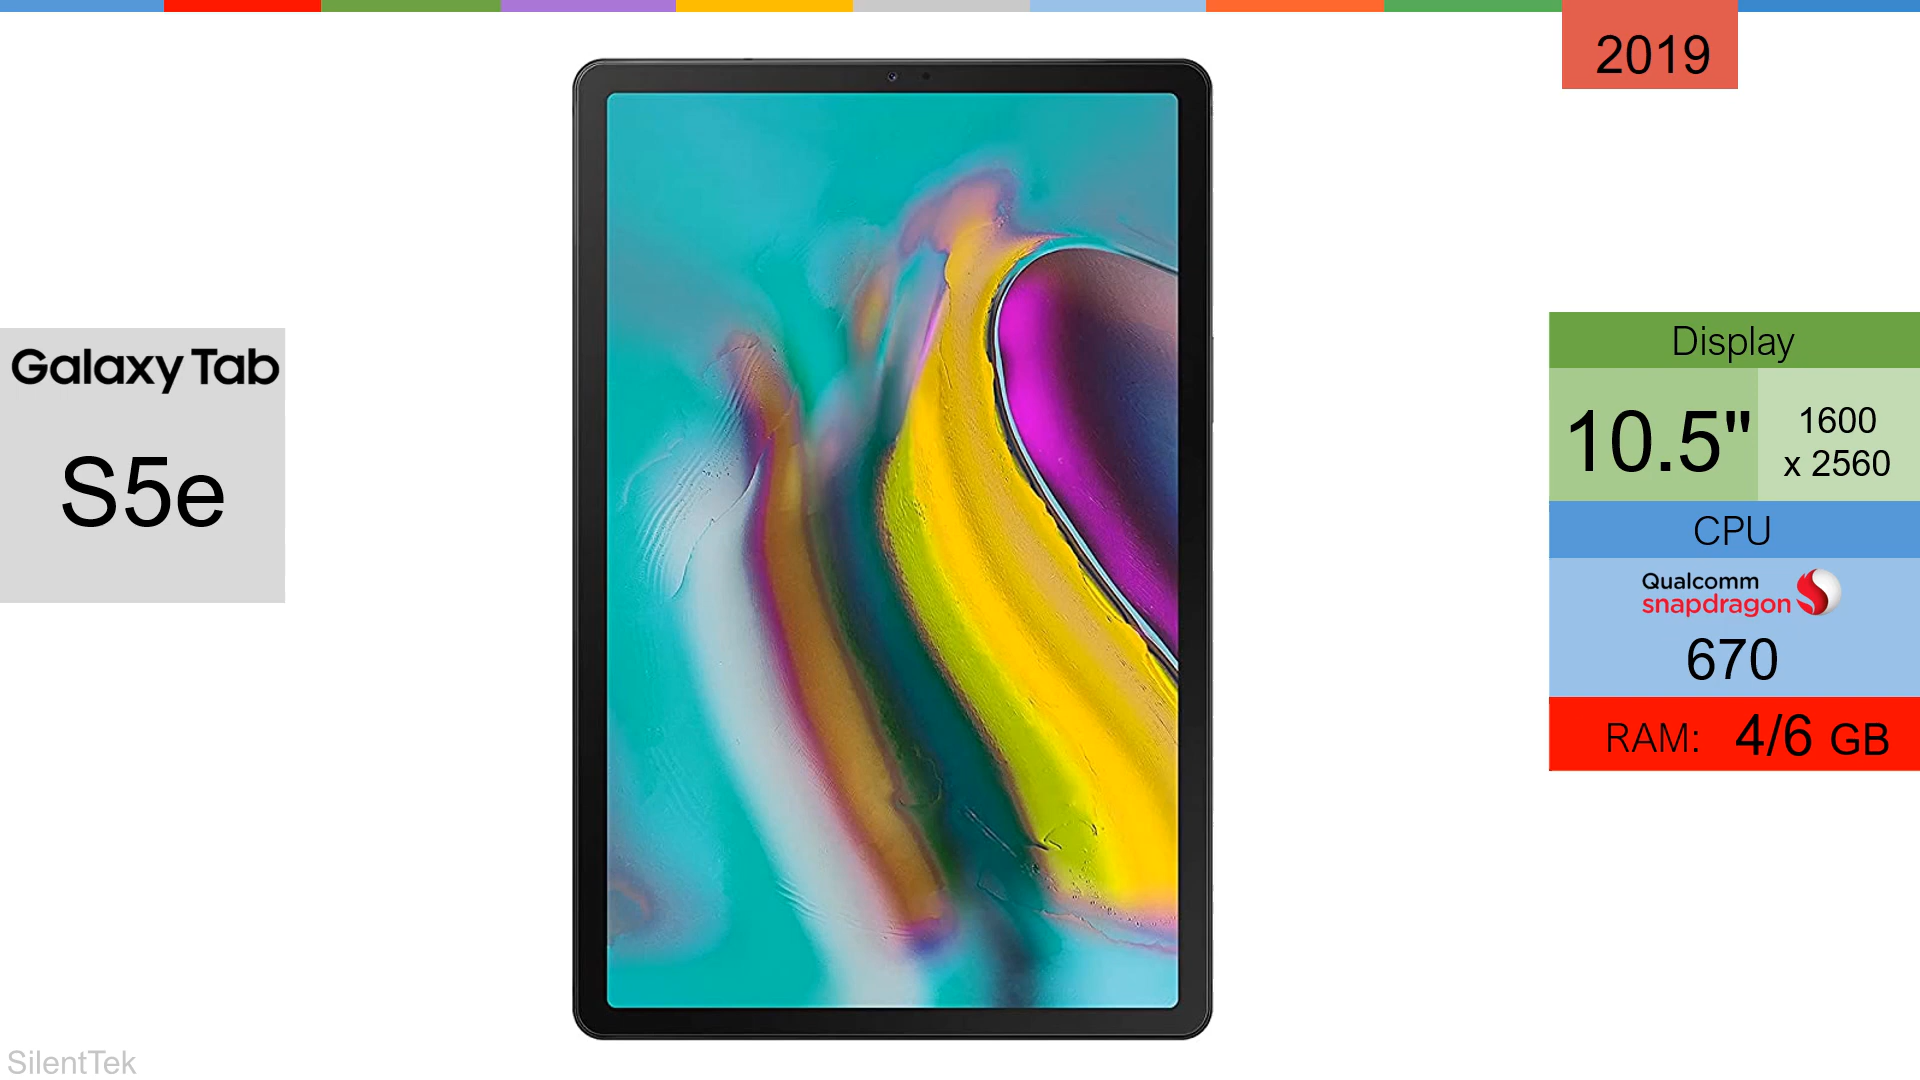 2019
Galaxy Tab
S5e
Display
10.5"
1600
x 2560
CPU
Qualcomm
snapdragon
670
RAM: 4/6 GB
SilentTek